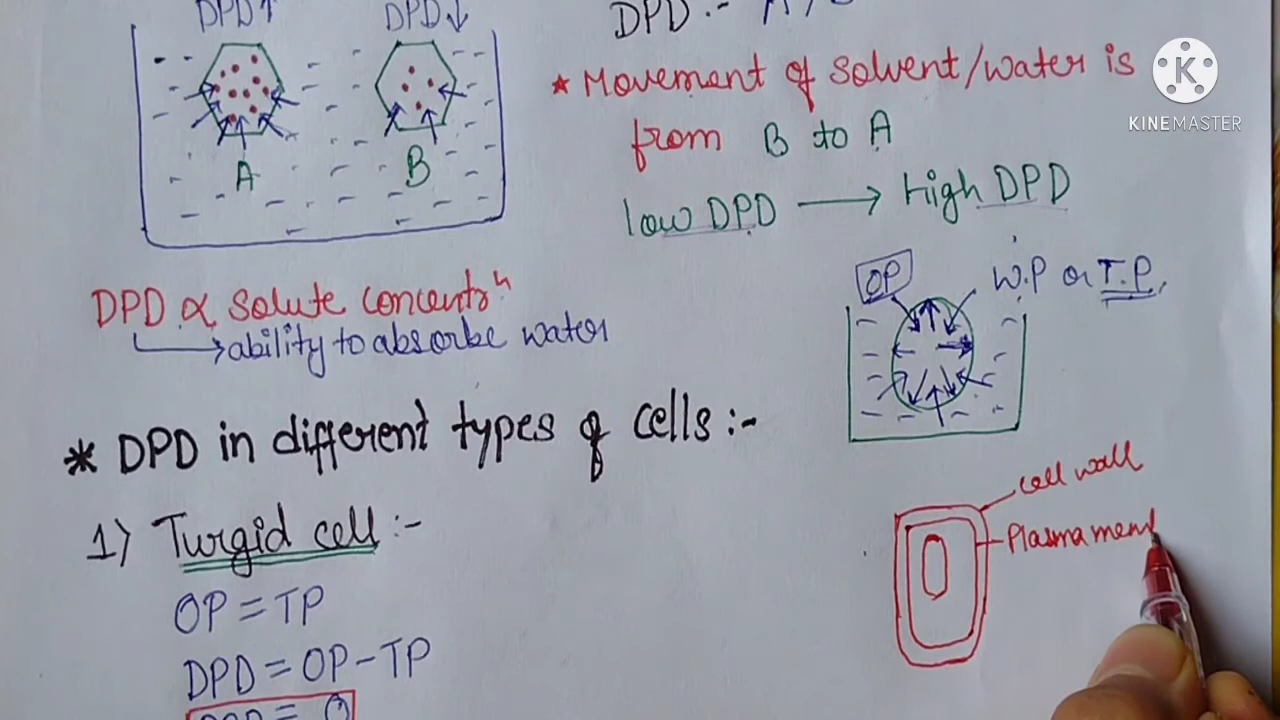 DPD↑
DPD↓
DPD :-
A
B
* Movement of solvent/water is
from B to A
low DPD → High DPD
KINEMASTER
DPD ∝ solute concentrⁿ
→ ability to absorbe water
OP
W.P or T.P.
* DPD in different types of cells :-
1) Turgid cell :-
OP = TP
DPD = OP - TP
DPD = 0
cell wall
Plasma mem